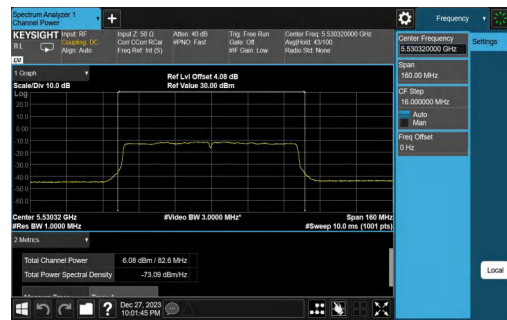 Spectrum Analyzer 1
Channel Power
Frequency
KEYSIGHT
RL
Input: RF
Coupling: DC
Align: Auto
Input Z: 50 Ω
Corr CCorr RCal
Freq Ref: Int (S)
Atten: 40 dB
#PNO: Fast
Trig: Free Run
Gate: Off
#IF Gain: Low
Center Freq: 5.530320000 GHz
Avg|Hold: 43/100
Radio Std: None
LW
1 Graph
Scale/Div 10.0 dB
Ref Lvl Offset 4.08 dB
Ref Value 30.00 dBm
Log
20.0
10.0
0.00
-10.0
-20.0
-30.0
-40.0
-50.0
-60.0
Center 5.53032 GHz
#Res BW 1.0000 MHz
#Video BW 3.0000 MHz*
Span 160 MHz
#Sweep 10.0 ms (1001 pts)
2 Metrics
Total Channel Power 6.08 dBm / 82.6 MHz
Total Power Spectral Density -73.09 dBm/Hz
?
Dec 27, 2023
10:01:45 PM
Center Frequency
5.530320000 GHz
Settings
Span
160.00 MHz
CF Step
16.000000 MHz
Auto
Man
Freq Offset
0 Hz
Local